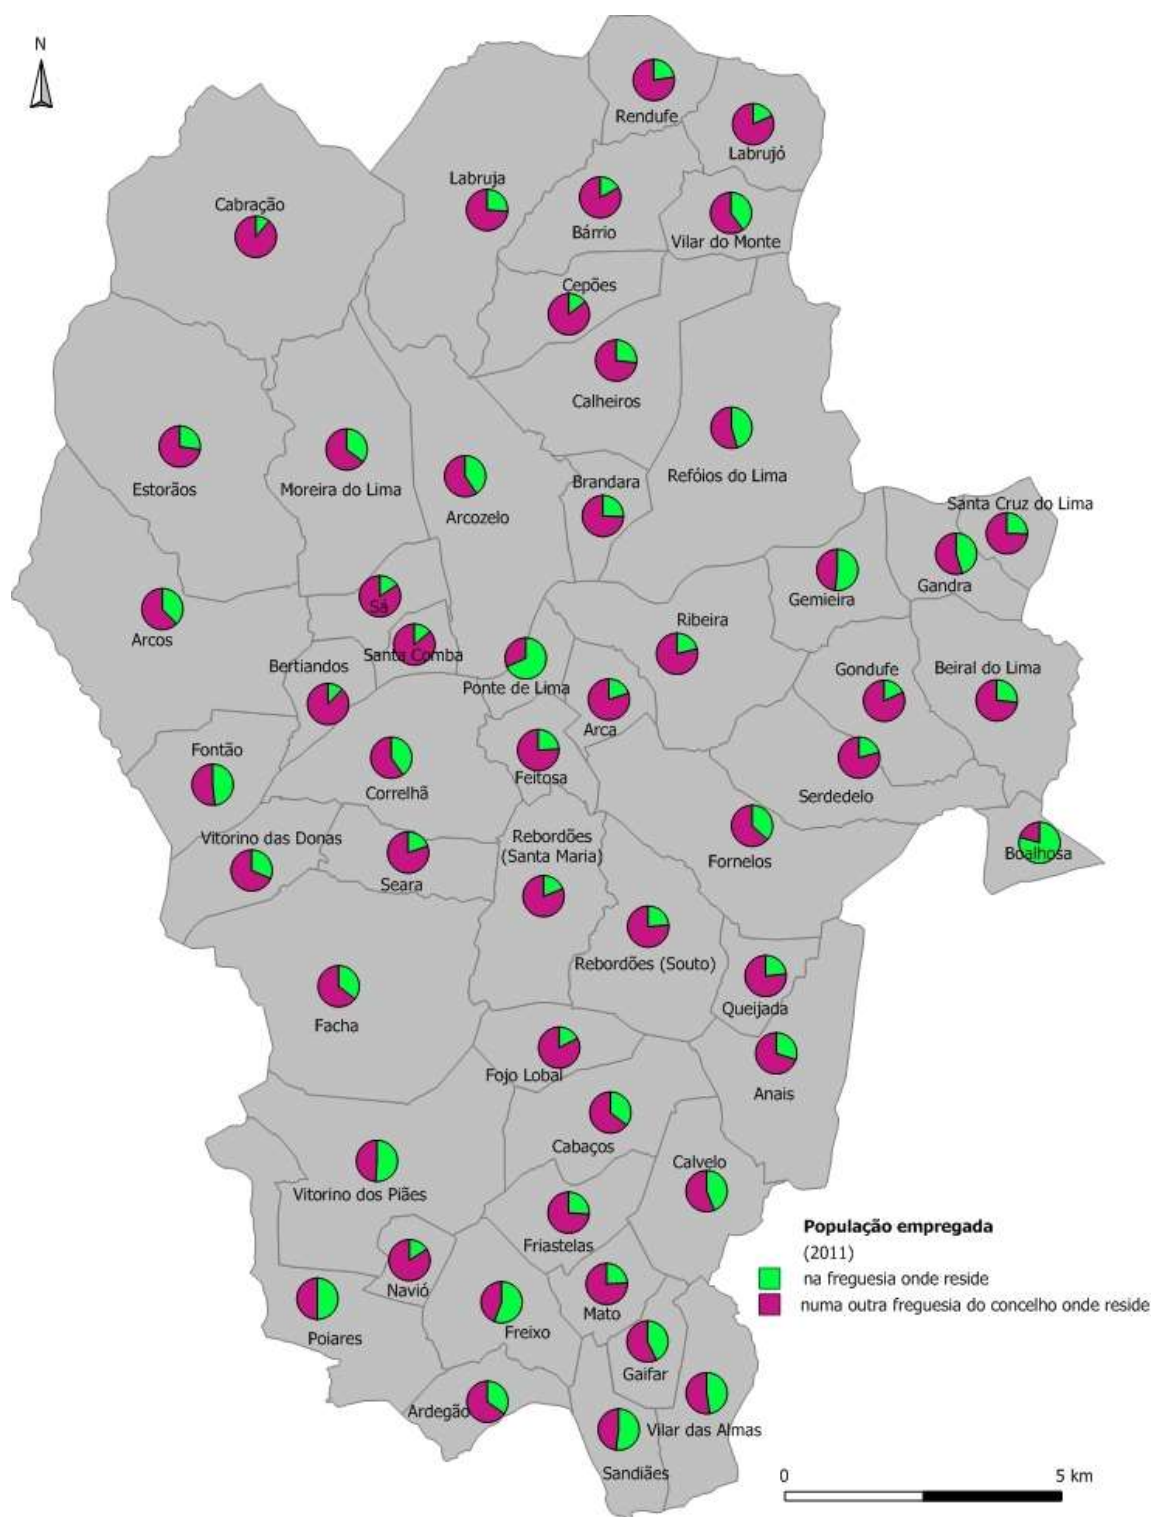 N
Rendufe
Labrujó
Labruja
Cabração
Bárrio
Vilar do Monte
Cepões
Calheiros
Refóios do Lima
Estorãos
Moreira do Lima
Arcozelo
Brandara
Santa Cruz do Lima
Gandra
Gemieira
Sá
Arcos
Ribeira
Santa Comba
Bertiandos
Ponte de Lima
Gondufe
Beiral do Lima
Arca
Fontão
Correlhã
Feitosa
Serdedelo
Vitorino das Donas
Rebordões
(Santa Maria)
Fornelos
Boalhosa
Seara
Rebordões (Souto)
Queijada
Facha
Fojo Lobal
Anais
Cabaços
Calvelo
Vitorino dos Piães
Friastelas
População empregada
(2011)
na freguesia onde reside
numa outra freguesia do concelho onde reside
Navió
Mato
Poiares
Freixo
Gaifar
Ardegão
Vilar das Almas
Sandiães
0 5 km